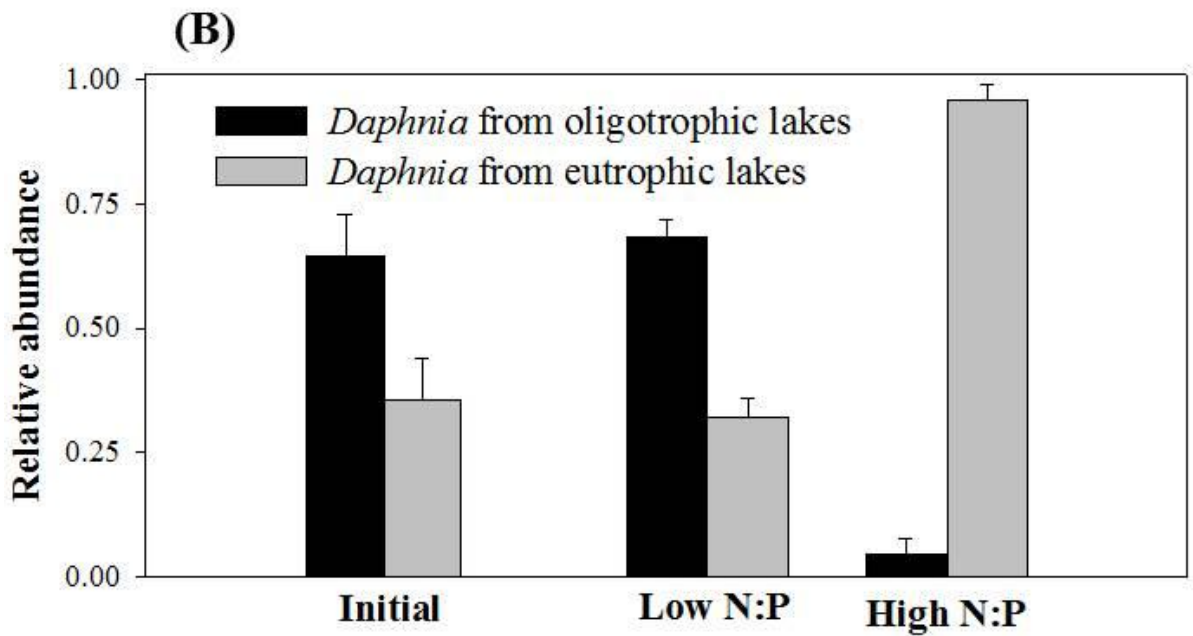 (B)
1.00
0.75
0.50
0.25
0.00
Relative abundance
Daphnia from oligotrophic lakes
Daphnia from eutrophic lakes
Initial
Low N:P
High N:P